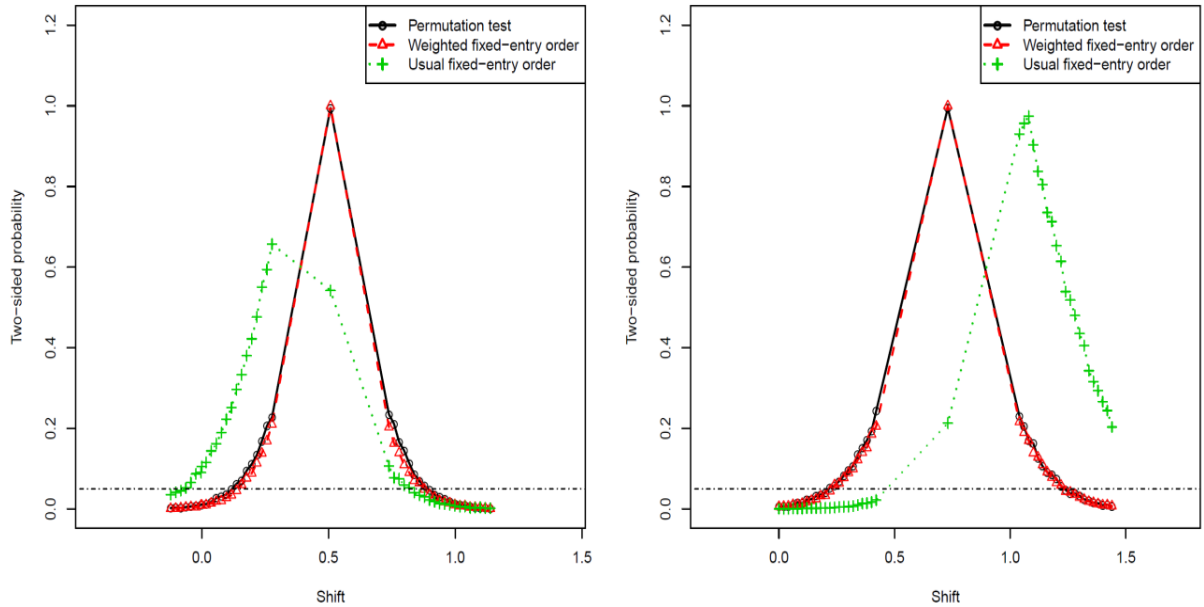 Permutation test
Weighted fixed-entry order
Usual fixed-entry order
Two-sided probability
1.2
1.0
0.8
0.6
0.4
0.2
0.0
0.0 0.5 1.0 1.5
Shift
Permutation test
Weighted fixed-entry order
Usual fixed-entry order
Two-sided probability
1.2
1.0
0.8
0.6
0.4
0.2
0.0
0.0 0.5 1.0 1.5
Shift